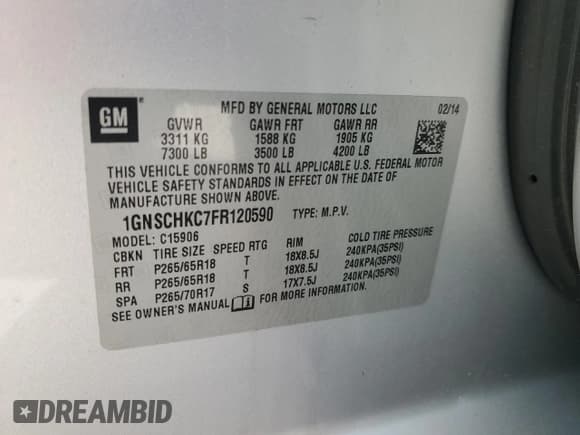 GM
®
MFD BY GENERAL MOTORS LLC 02/14
GVWR GAWR FRT GAWR RR
3311 KG 1588 KG 1905 KG
7300 LB 3500 LB 4200 LB
THIS VEHICLE CONFORMS TO ALL APPLICABLE U.S. FEDERAL MOTOR
VEHICLE SAFETY STANDARDS IN EFFECT ON THE DATE OF
MANUFACTURE SHOWN ABOVE.
1GNSCHKC7FR120590 TYPE: M.P.V.
MODEL: C15906
CBKN TIRE SIZE SPEED RTG RIM COLD TIRE PRESSURE
FRT P265/65R18 T 18X8.5J 240KPA(35PSI)
RR P265/65R18 T 18X8.5J 240KPA(35PSI)
SPA P265/70R17 S 17X7.5J 240KPA(35PSI)
SEE OWNER'S MANUAL FOR MORE INFORMATION.
DREAMBID